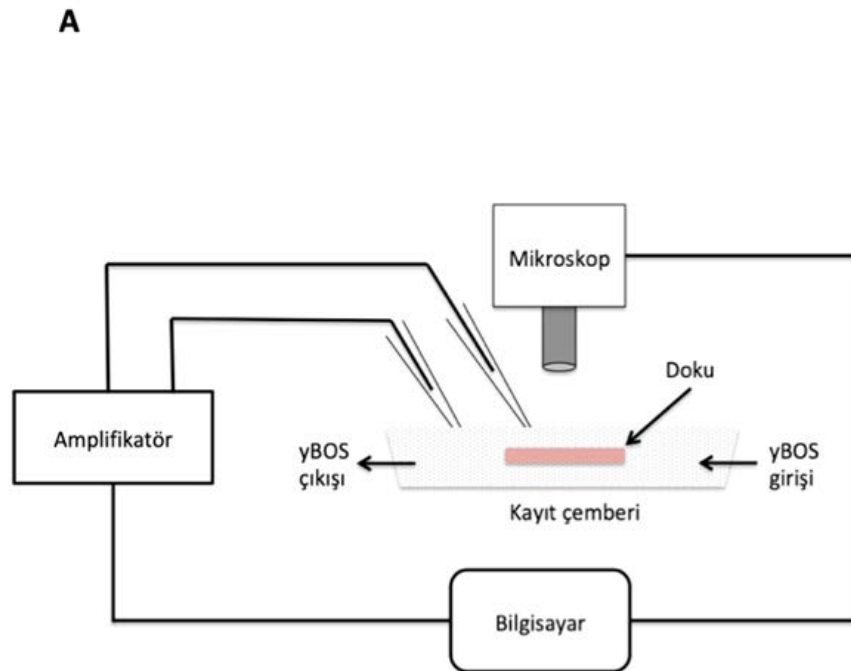 A
Mikroskop
Doku
Amplifikatör
yBOS
çıkışı
yBOS
girişi
Kayıt çemberi
Bilgisayar